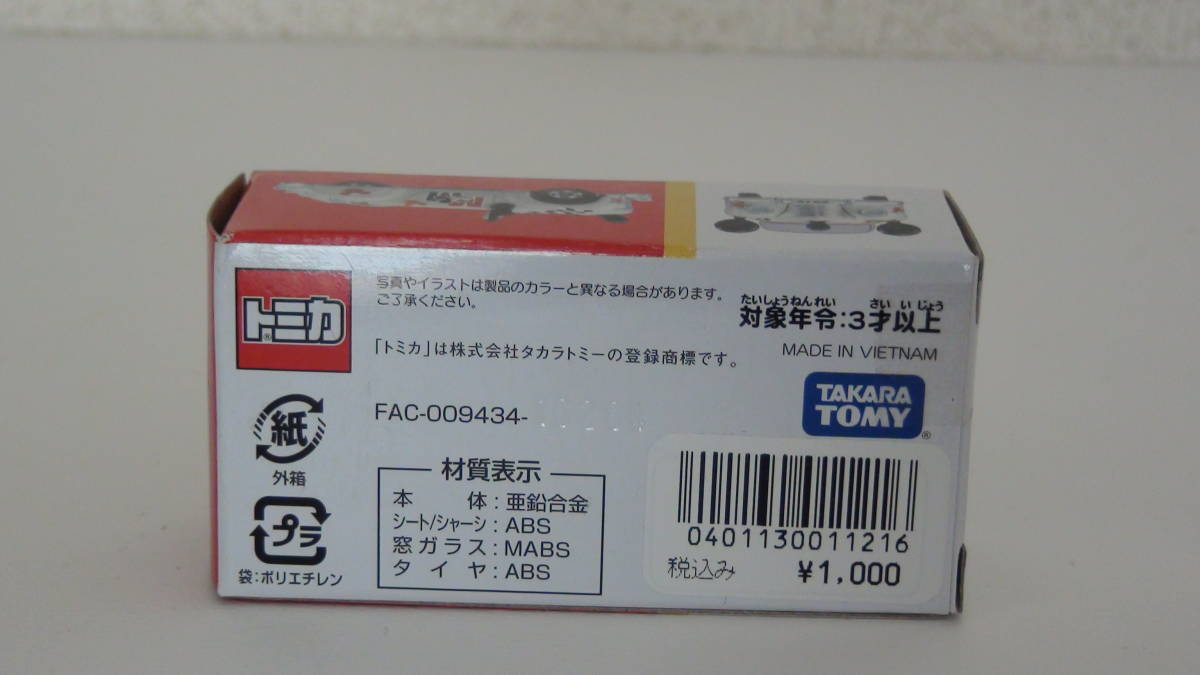 トミカ®
写真やイラストは製品のカラーと異なる場合があります。
ご了承ください。
「トミカ」は株式会社タカラトミーの登録商標です。
たいしょうねんれい さい いじょう
対象年令:3才以上
MADE IN VIETNAM
TAKARA
TOMY®
FAC-009434-
紙
外箱
プラ
袋:ポリエチレン
材質表示
本体:亜鉛合金
シート/シャーシ:ABS
窓ガラス:MABS
タイヤ:ABS
0401130011216
税込み ¥1,000